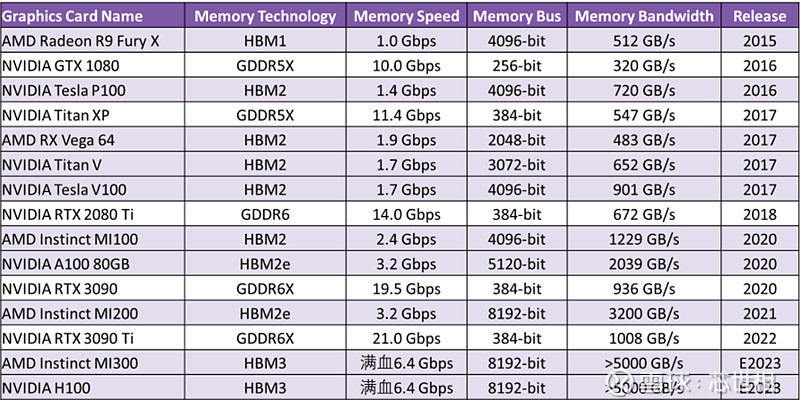 Graphics Card Name Memory Technology Memory Speed Memory Bus Memory Bandwidth Release
AMD Radeon R9 Fury X HBM1 1.0 Gbps 4096-bit 512 GB/s 2015
NVIDIA GTX 1080 GDDR5X 10.0 Gbps 256-bit 320 GB/s 2016
NVIDIA Tesla P100 HBM2 1.4 Gbps 4096-bit 720 GB/s 2016
NVIDIA Titan XP GDDR5X 11.4 Gbps 384-bit 547 GB/s 2017
AMD RX Vega 64 HBM2 1.9 Gbps 2048-bit 483 GB/s 2017
NVIDIA Titan V HBM2 1.7 Gbps 3072-bit 652 GB/s 2017
NVIDIA Tesla V100 HBM2 1.7 Gbps 4096-bit 901 GB/s 2017
NVIDIA RTX 2080 Ti GDDR6 14.0 Gbps 384-bit 672 GB/s 2018
AMD Instinct MI100 HBM2 2.4 Gbps 4096-bit 1229 GB/s 2020
NVIDIA A100 80GB HBM2e 3.2 Gbps 5120-bit 2039 GB/s 2020
NVIDIA RTX 3090 GDDR6X 19.5 Gbps 384-bit 936 GB/s 2020
AMD Instinct MI200 HBM2e 3.2 Gbps 8192-bit 3200 GB/s 2021
NVIDIA RTX 3090 Ti GDDR6X 21.0 Gbps 384-bit 1008 GB/s 2022
AMD Instinct MI300 HBM3 满血6.4 Gbps 8192-bit >5000 GB/s E2023
NVIDIA H100 HBM3 满血6.4 Gbps 8192-bit >5000 GB/s E2023